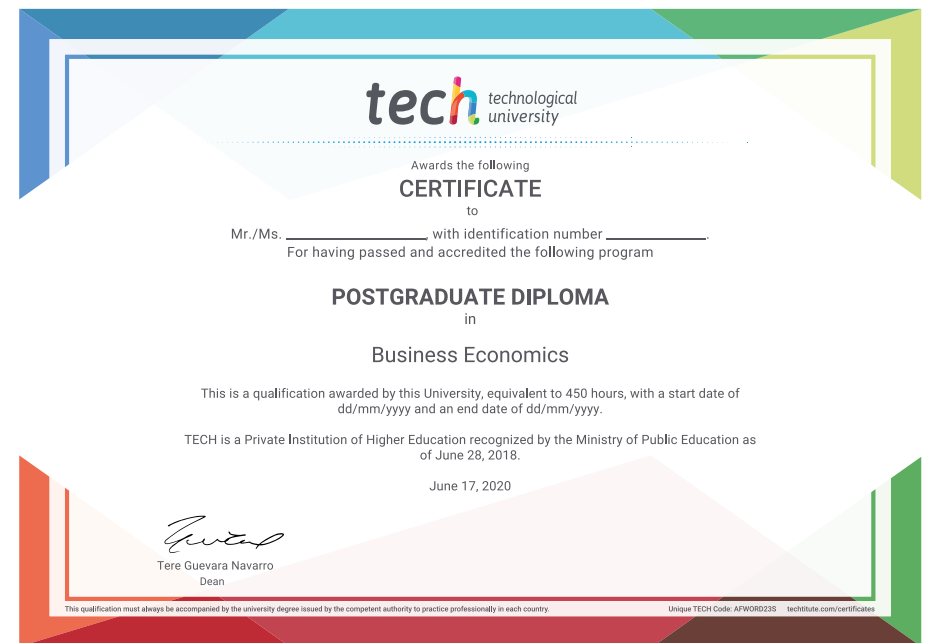 tech technological
university
Awards the following
CERTIFICATE
to
Mr./Ms. ____________________, with identification number ______________.
For having passed and accredited the following program
POSTGRADUATE DIPLOMA
in
Business Economics
This is a qualification awarded by this University, equivalent to 450 hours, with a start date of
dd/mm/yyyy and an end date of dd/mm/yyyy.
TECH is a Private Institution of Higher Education recognized by the Ministry of Public Education as
of June 28, 2018.
June 17, 2020
Tere Guevara Navarro
Dean
This qualification must always be accompanied by the university degree issued by the competent authority to practice professionally in each country. Unique TECH Code: AFWORD23S techtitute.com/certificates